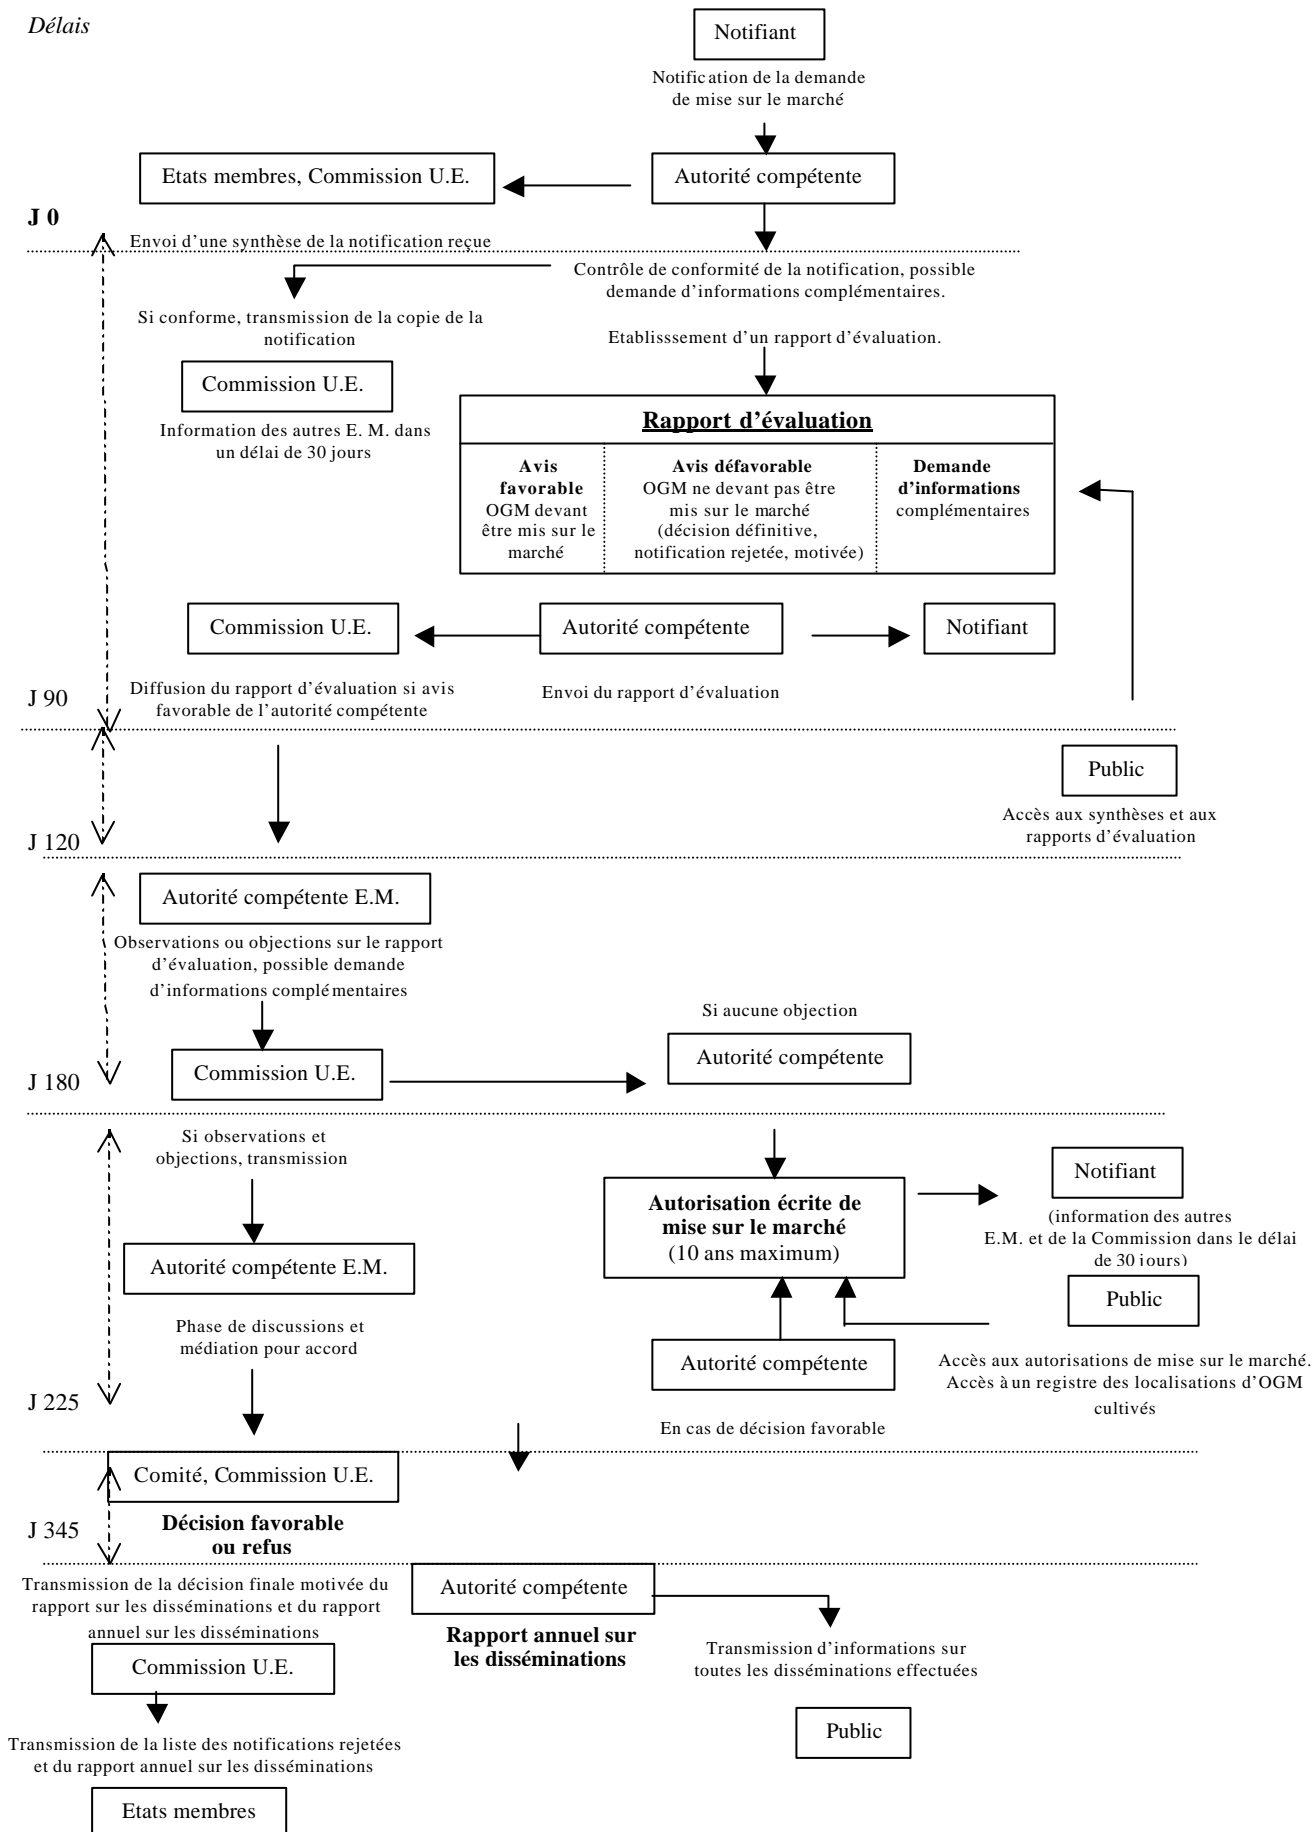 Délais
Notifiant
Notification de la demande
de mise sur le marché
Etats membres, Commission U.E.
Autorité compétente
J 0
Envoi d'une synthèse de la notification reçue
Contrôle de conformité de la notification, possible
demande d'informations complémentaires.
Si conforme, transmission de la copie de la
notification
Etablisssement d'un rapport d'évaluation.
Commission U.E.
Information des autres E. M. dans
un délai de 30 jours
Rapport d'évaluation
Avis
favorable
OGM devant
être mis sur le
marché
Avis défavorable
OGM ne devant pas être
mis sur le marché
(décision définitive,
notification rejetée, motivée)
Demande
d'informations
complémentaires
Commission U.E.
Autorité compétente
Notifiant
J 90
Diffusion du rapport d'évaluation si avis
favorable de l'autorité compétente
Envoi du rapport d'évaluation
Public
Accès aux synthèses et aux
rapports d'évaluation
J 120
Autorité compétente E.M.
Observations ou objections sur le rapport
d'évaluation, possible demande
d'informations complémentaires
Si aucune objection
Autorité compétente
J 180
Commission U.E.
Si observations et
objections, transmission
Autorisation écrite de
mise sur le marché
(10 ans maximum)
Notifiant
(information des autres
E.M. et de la Commission dans le délai
de 30 jours)
Autorité compétente E.M.
Public
Phase de discussions et
médiation pour accord
Autorité compétente
Accès aux autorisations de mise sur le marché.
Accès à un registre des localisations d'OGM
cultivés
J 225
En cas de décision favorable
Comité, Commission U.E.
J 345
Décision favorable
ou refus
Transmission de la décision finale motivée du
rapport sur les disséminations et du rapport
annuel sur les disséminations
Autorité compétente
Rapport annuel sur
les disséminations
Transmission d'informations sur
toutes les disséminations effectuées
Commission U.E.
Public
Transmission de la liste des notifications rejetées
et du rapport annuel sur les disséminations
Etats membres